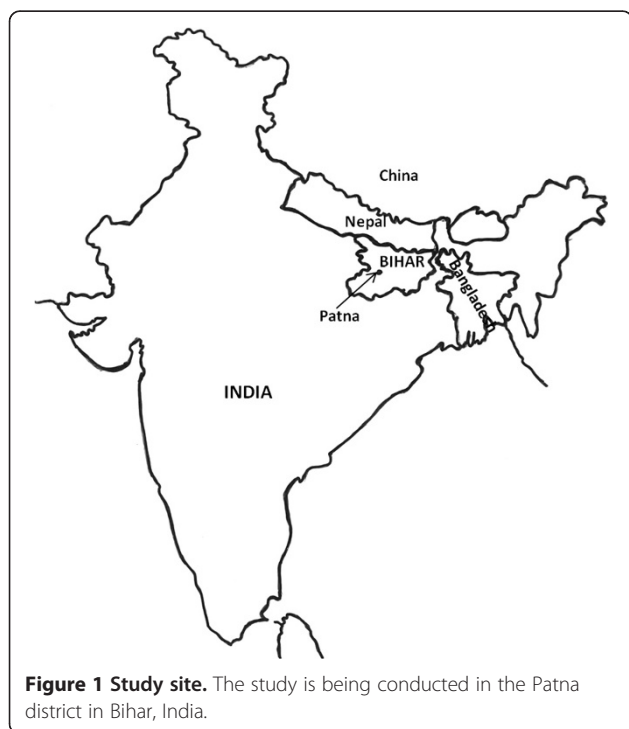 China
Nepal
BIHAR
Bangladesh
Patna
INDIA
Figure 1 Study site. The study is being conducted in the Patna
district in Bihar, India.